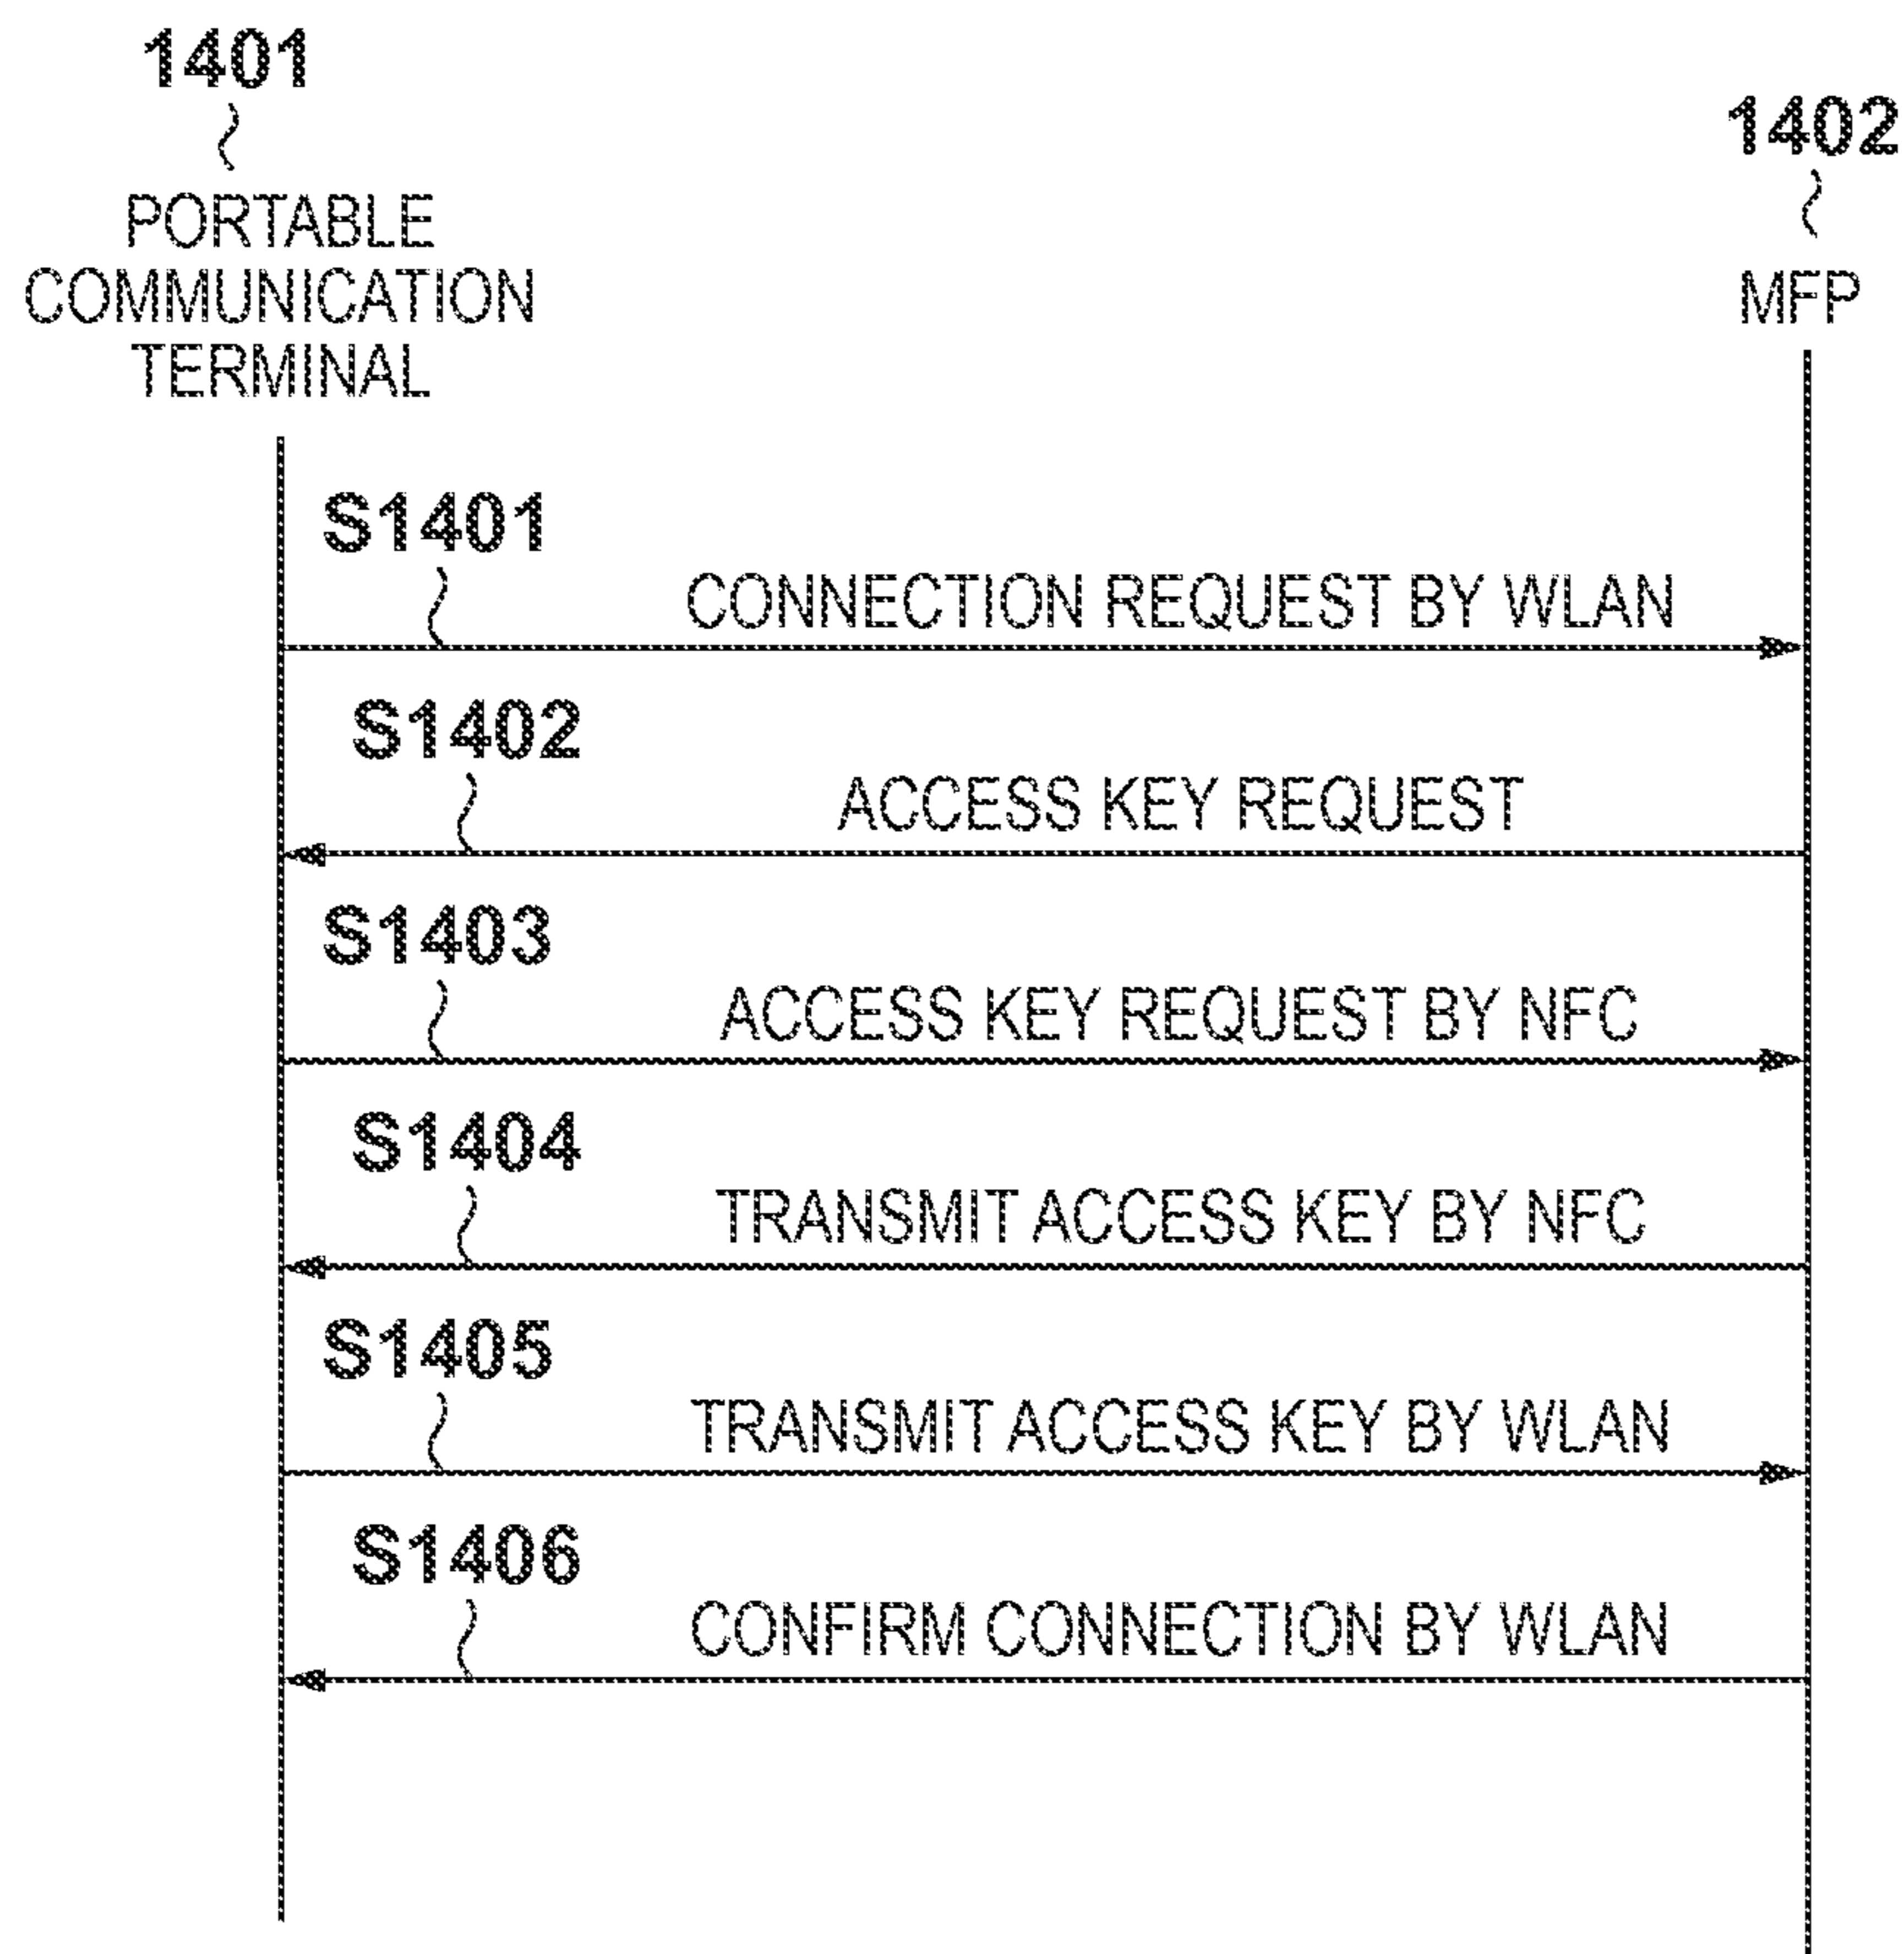 1401
1402
PORTABLE
COMMUNICATION
TERMINAL
MFP
S1401
CONNECTION REQUEST BY WLAN
S1402
ACCESS KEY REQUEST
S1403
ACCESS KEY REQUEST BY NFC
S1404
TRANSMIT ACCESS KEY BY NFC
S1405
TRANSMIT ACCESS KEY BY WLAN
S1406
CONFIRM CONNECTION BY WLAN